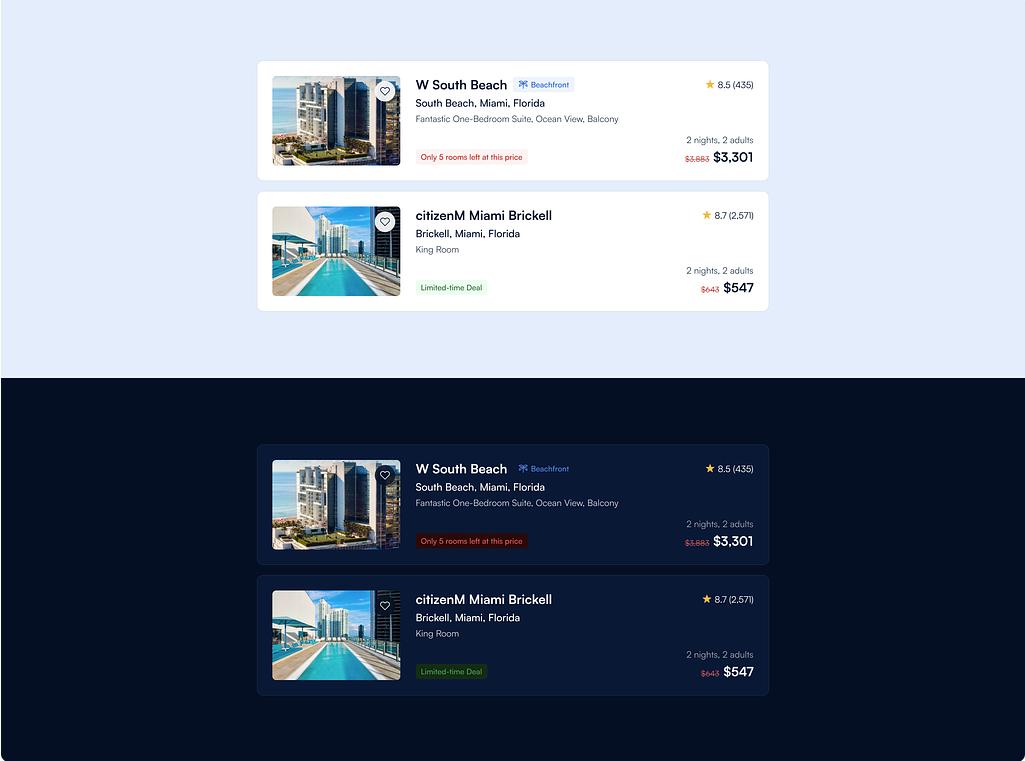 W South Beach Beachfront 8.5 (435)
South Beach, Miami, Florida
Fantastic One-Bedroom Suite, Ocean View, Balcony
2 nights, 2 adults
Only 5 rooms left at this price $3,883 $3,301
citizenM Miami Brickell 8.7 (2,571)
Brickell, Miami, Florida
King Room
2 nights, 2 adults
Limited-time Deal $643 $547
W South Beach Beachfront 8.5 (435)
South Beach, Miami, Florida
Fantastic One-Bedroom Suite, Ocean View, Balcony
2 nights, 2 adults
Only 5 rooms left at this price $3,883 $3,301
citizenM Miami Brickell 8.7 (2,571)
Brickell, Miami, Florida
King Room
2 nights, 2 adults
Limited-time Deal $643 $547